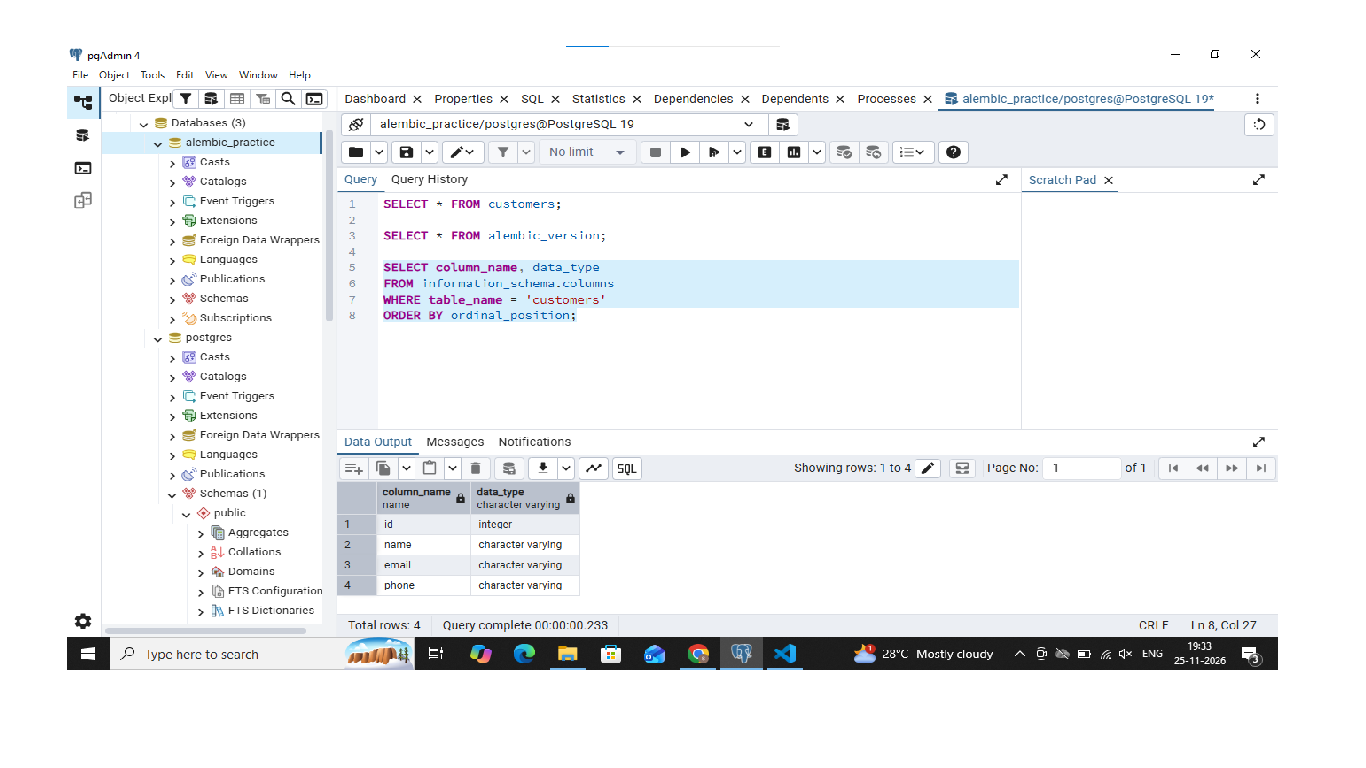 pgAdmin 4
File Object Tools Edit View Window Help
Object Expl
Dashboard Properties SQL Statistics Dependencies Dependents Processes alembic_practice/postgres@PostgreSQL 19*
Databases (3)
alembic_practice
Casts
Catalogs
Event Triggers
Extensions
Foreign Data Wrappers
Languages
Publications
Schemas
Subscriptions
postgres
Casts
Catalogs
Event Triggers
Extensions
Foreign Data Wrappers
Languages
Publications
Schemas (1)
public
Aggregates
Collations
Domains
FTS Configuration
FTS Dictionaries
alembic_practice/postgres@PostgreSQL 19
No limit
E
Query Query History
Scratch Pad
1 SELECT * FROM customers;
2
3 SELECT * FROM alembic_version;
4
5 SELECT column_name, data_type
6 FROM information_schema.columns
7 WHERE table_name = 'customers'
8 ORDER BY ordinal_position;
Data Output Messages Notifications
SQL Showing rows: 1 to 4 Page No: 1 of 1
column_name data_type
name character varying
1 id integer
2 name character varying
3 email character varying
4 phone character varying
Total rows: 4 Query complete 00:00:00.233 CRLF Ln 8, Col 27
Type here to search
1
28°C Mostly cloudy
ENG
19:33
25-11-2026
3